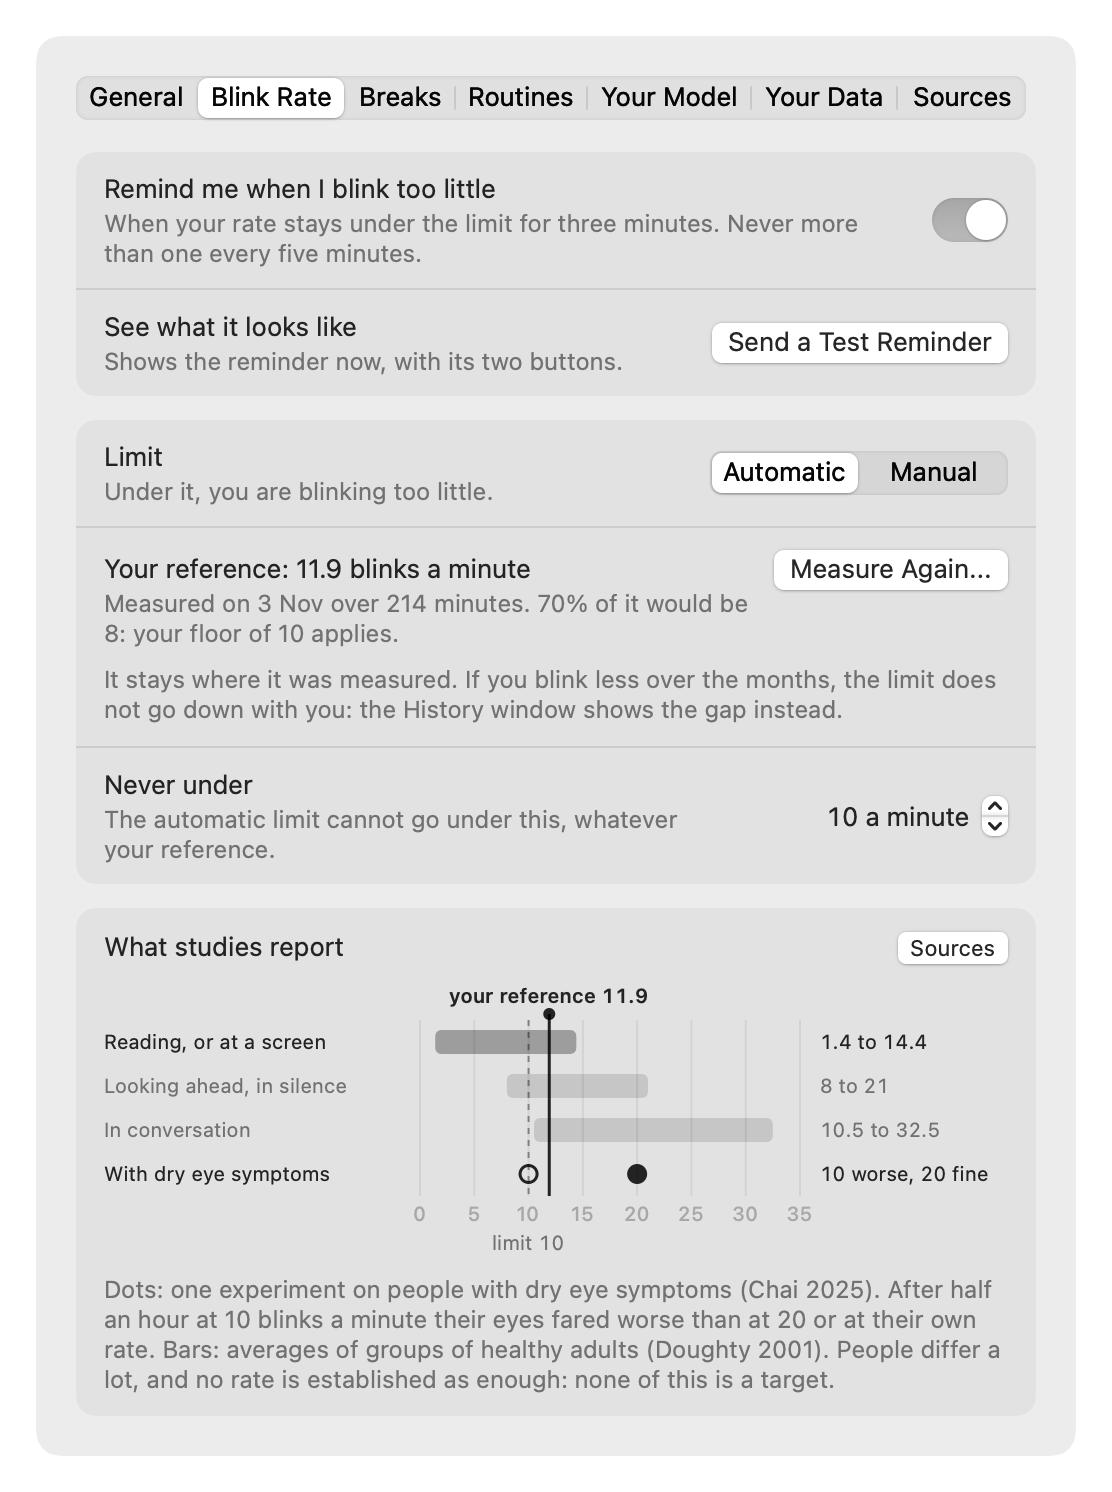 General Blink Rate Breaks Routines Your Model Your Data Sources
Remind me when I blink too little
When your rate stays under the limit for three minutes. Never more
than one every five minutes.
See what it looks like
Shows the reminder now, with its two buttons.
Send a Test Reminder
Limit
Under it, you are blinking too little.
Automatic Manual
Your reference: 11.9 blinks a minute
Measure Again...
Measured on 3 Nov over 214 minutes. 70% of it would be
8: your floor of 10 applies.
It stays where it was measured. If you blink less over the months, the limit does
not go down with you: the History window shows the gap instead.
Never under
The automatic limit cannot go under this, whatever
your reference.
10 a minute
What studies report
Sources
your reference 11.9
Reading, or at a screen 1.4 to 14.4
Looking ahead, in silence 8 to 21
In conversation 10.5 to 32.5
With dry eye symptoms 10 worse, 20 fine
0 5 10 15 20 25 30 35
limit 10
Dots: one experiment on people with dry eye symptoms (Chai 2025). After half
an hour at 10 blinks a minute their eyes fared worse than at 20 or at their own
rate. Bars: averages of groups of healthy adults (Doughty 2001). People differ a
lot, and no rate is established as enough: none of this is a target.